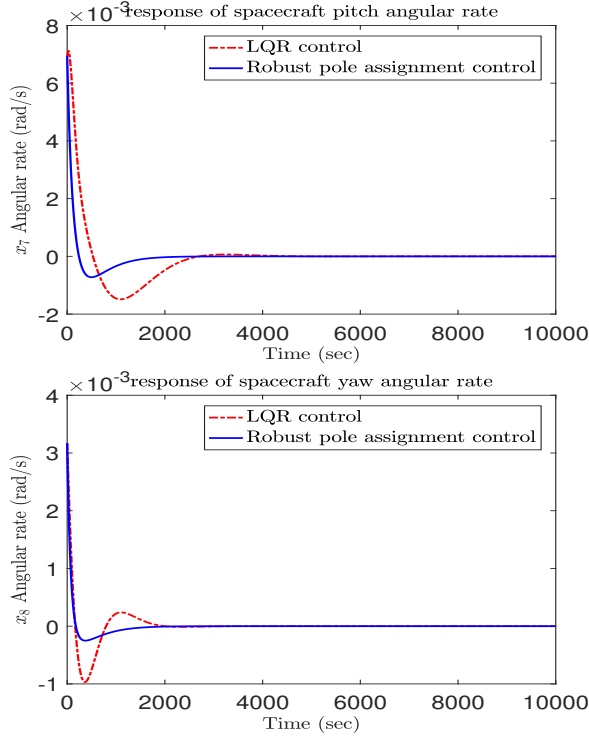 ×10-3 response of spacecraft pitch angular rate
8
LQR control
Robust pole assignment control
6
4
2
0
-2
x7 Angular rate (rad/s)
0 2000 4000 6000 8000 10000
Time (sec)
×10-3 response of spacecraft yaw angular rate
4
LQR control
Robust pole assignment control
3
2
1
0
-1
x8 Angular rate (rad/s)
0 2000 4000 6000 8000 10000
Time (sec)